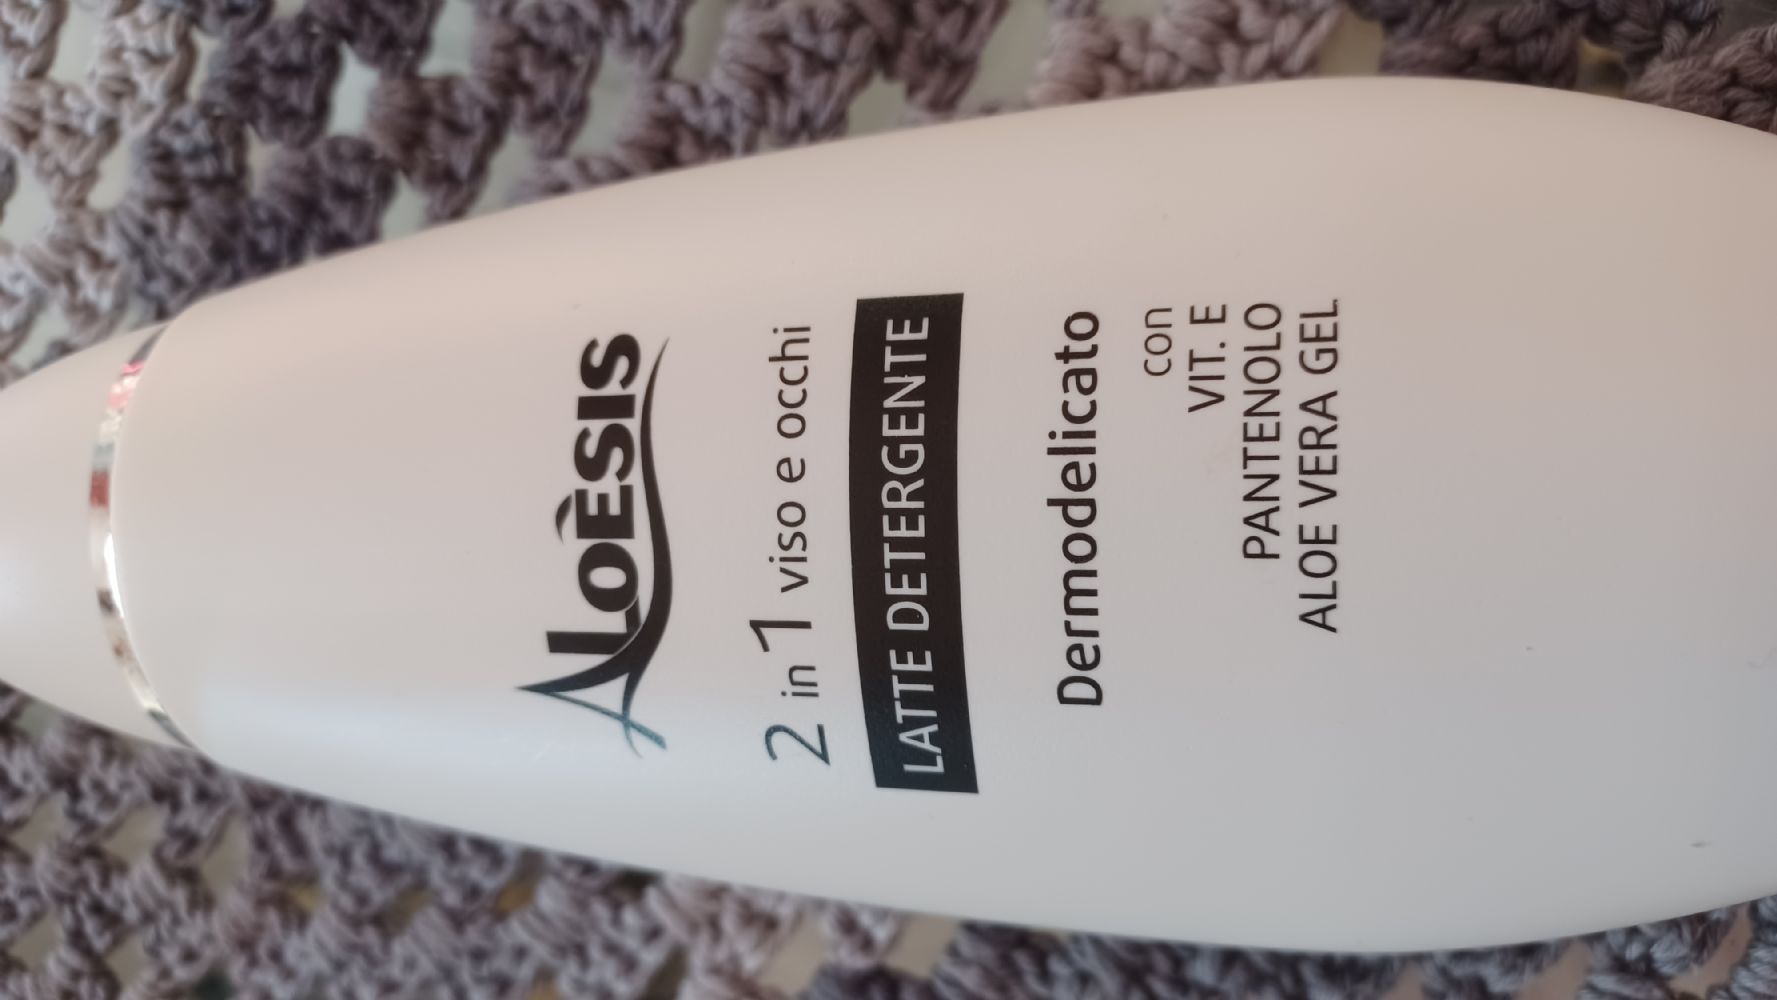 ALOÈSIS
2 in 1 viso e occhi
LATTE DETERGENTE
Dermodelicato
con
VIT. E
PANTENOLO
ALOE VERA GEL